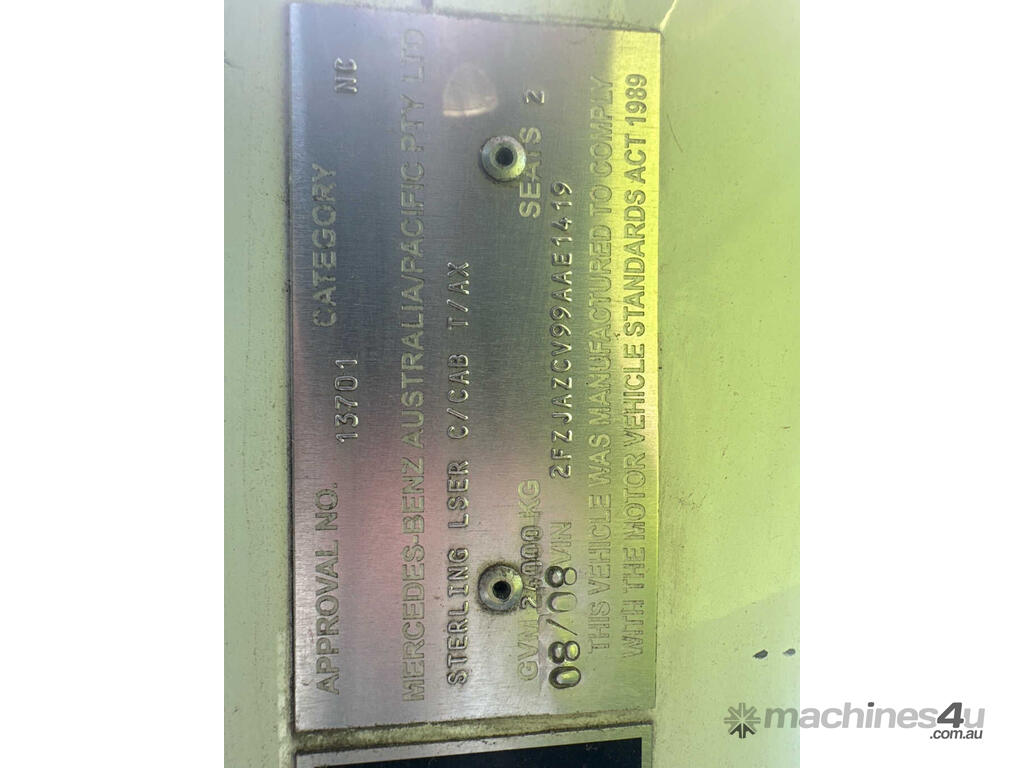 APPROVAL NO. 13701 CATEGORY NC
MERCEDES-BENZ AUSTRALIA/PACIFIC PTY LTD
STERLING LSER C/CAB T/AX
GVM 24000 KG SEATS 2
08/08 VIN 2FZJAZCV99AAE1419
THIS VEHICLE WAS MANUFACTURED TO COMPLY
WITH THE MOTOR VEHICLE STANDARDS ACT 1989
machines4u
.com.au